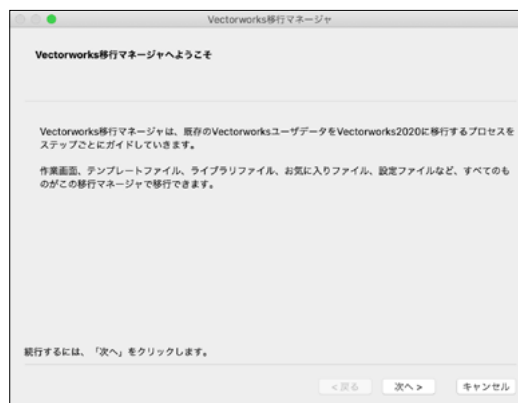 Vectorworks移行マネージャ
Vectorworks移行マネージャへようこそ
Vectorworks移行マネージャは、既存のVectorworksユーザデータをVectorworks2020に移行するプロセスを
ステップごとにガイドしていきます。
作業画面、テンプレートファイル、ライブラリファイル、お気に入りファイル、設定ファイルなど、すべてのも
のがこの移行マネージャで移行できます。
続行するには、「次へ」をクリックします。
<戻る 次へ > キャンセル